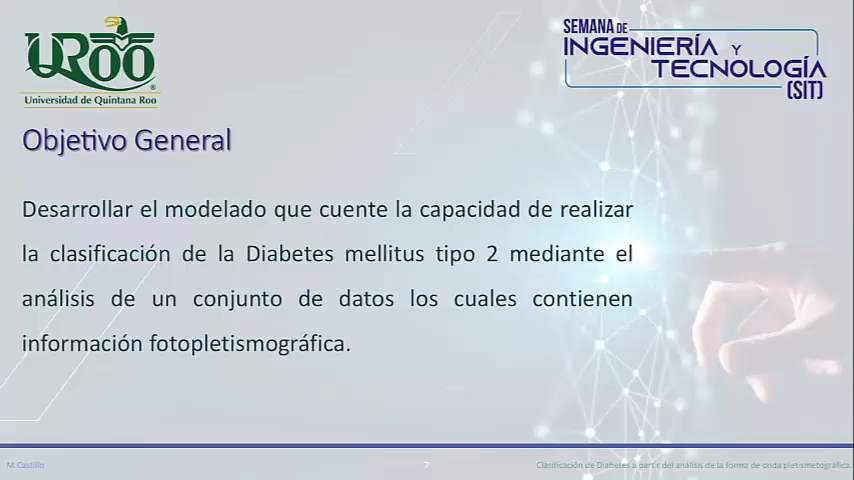 UROO
®
Universidad de Quintana Roo
SEMANA DE
INGENIERÍA Y
TECNOLOGÍA
(SIT)
Objetivo General
Desarrollar el modelado que cuente la capacidad de realizar
la clasificación de la Diabetes mellitus tipo 2 mediante el
análisis de un conjunto de datos los cuales contienen
información fotopletismográfica.
M.Castillo
7
Clasificación de Diabetes a partir del análisis de la forma de onda pletismetográfica.